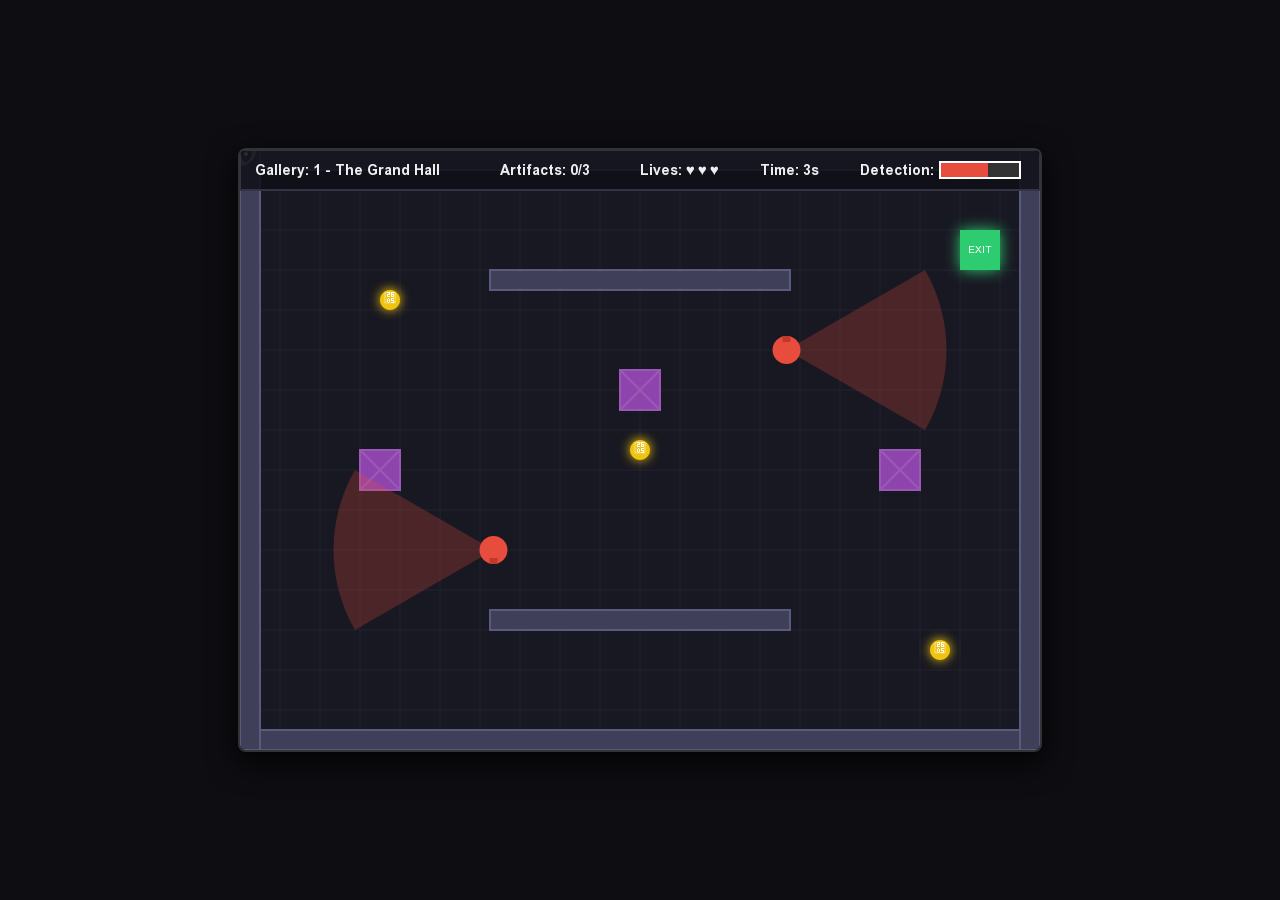 Gallery: 1 - The Grand Hall
Artifacts: 0/3
Lives: ♥ ♥ ♥
Time: 3s
Detection:
EXIT